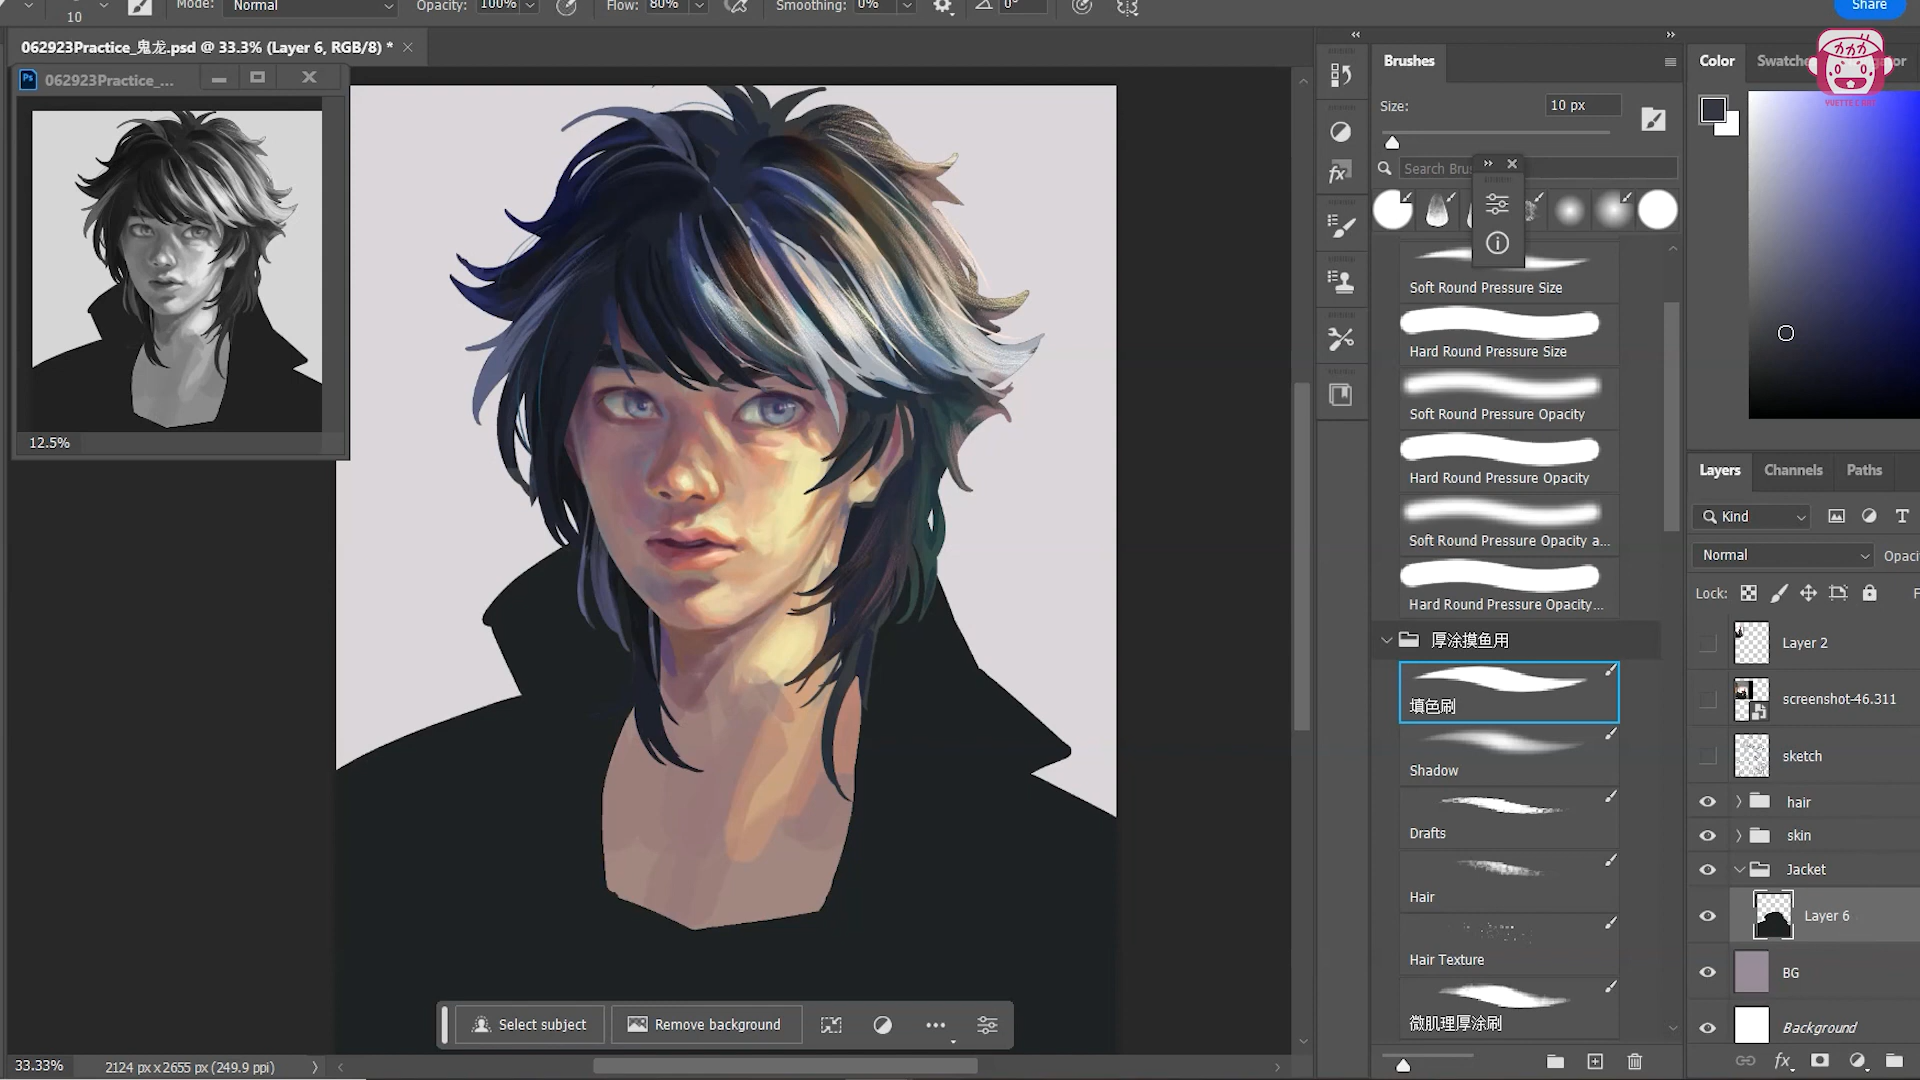 10
Mode: Normal
Opacity: 100%
Flow: 80%
Smoothing: 0%
0°
Share
062923Practice_鬼龙.psd @ 33.3% (Layer 6, RGB/8) *
Ps 062923Practice_...
12.5%
Brushes
Size: 10 px
Search Bru
Soft Round Pressure Size
Hard Round Pressure Size
Soft Round Pressure Opacity
Hard Round Pressure Opacity
Soft Round Pressure Opacity a...
Hard Round Pressure Opacity...
厚涂摸鱼用
填色刷
Shadow
Drafts
Hair
Hair Texture
微肌理厚涂刷
Color
Swatche
YVETTE
Layers Channels Paths
Kind
Normal Opaci
Lock: F
Layer 2
screenshot-46.311
sketch
hair
skin
Jacket
Layer 6
BG
Background
fx
Select subject
Remove background
33.33% 2124 px x 2655 px (249.9 ppi)